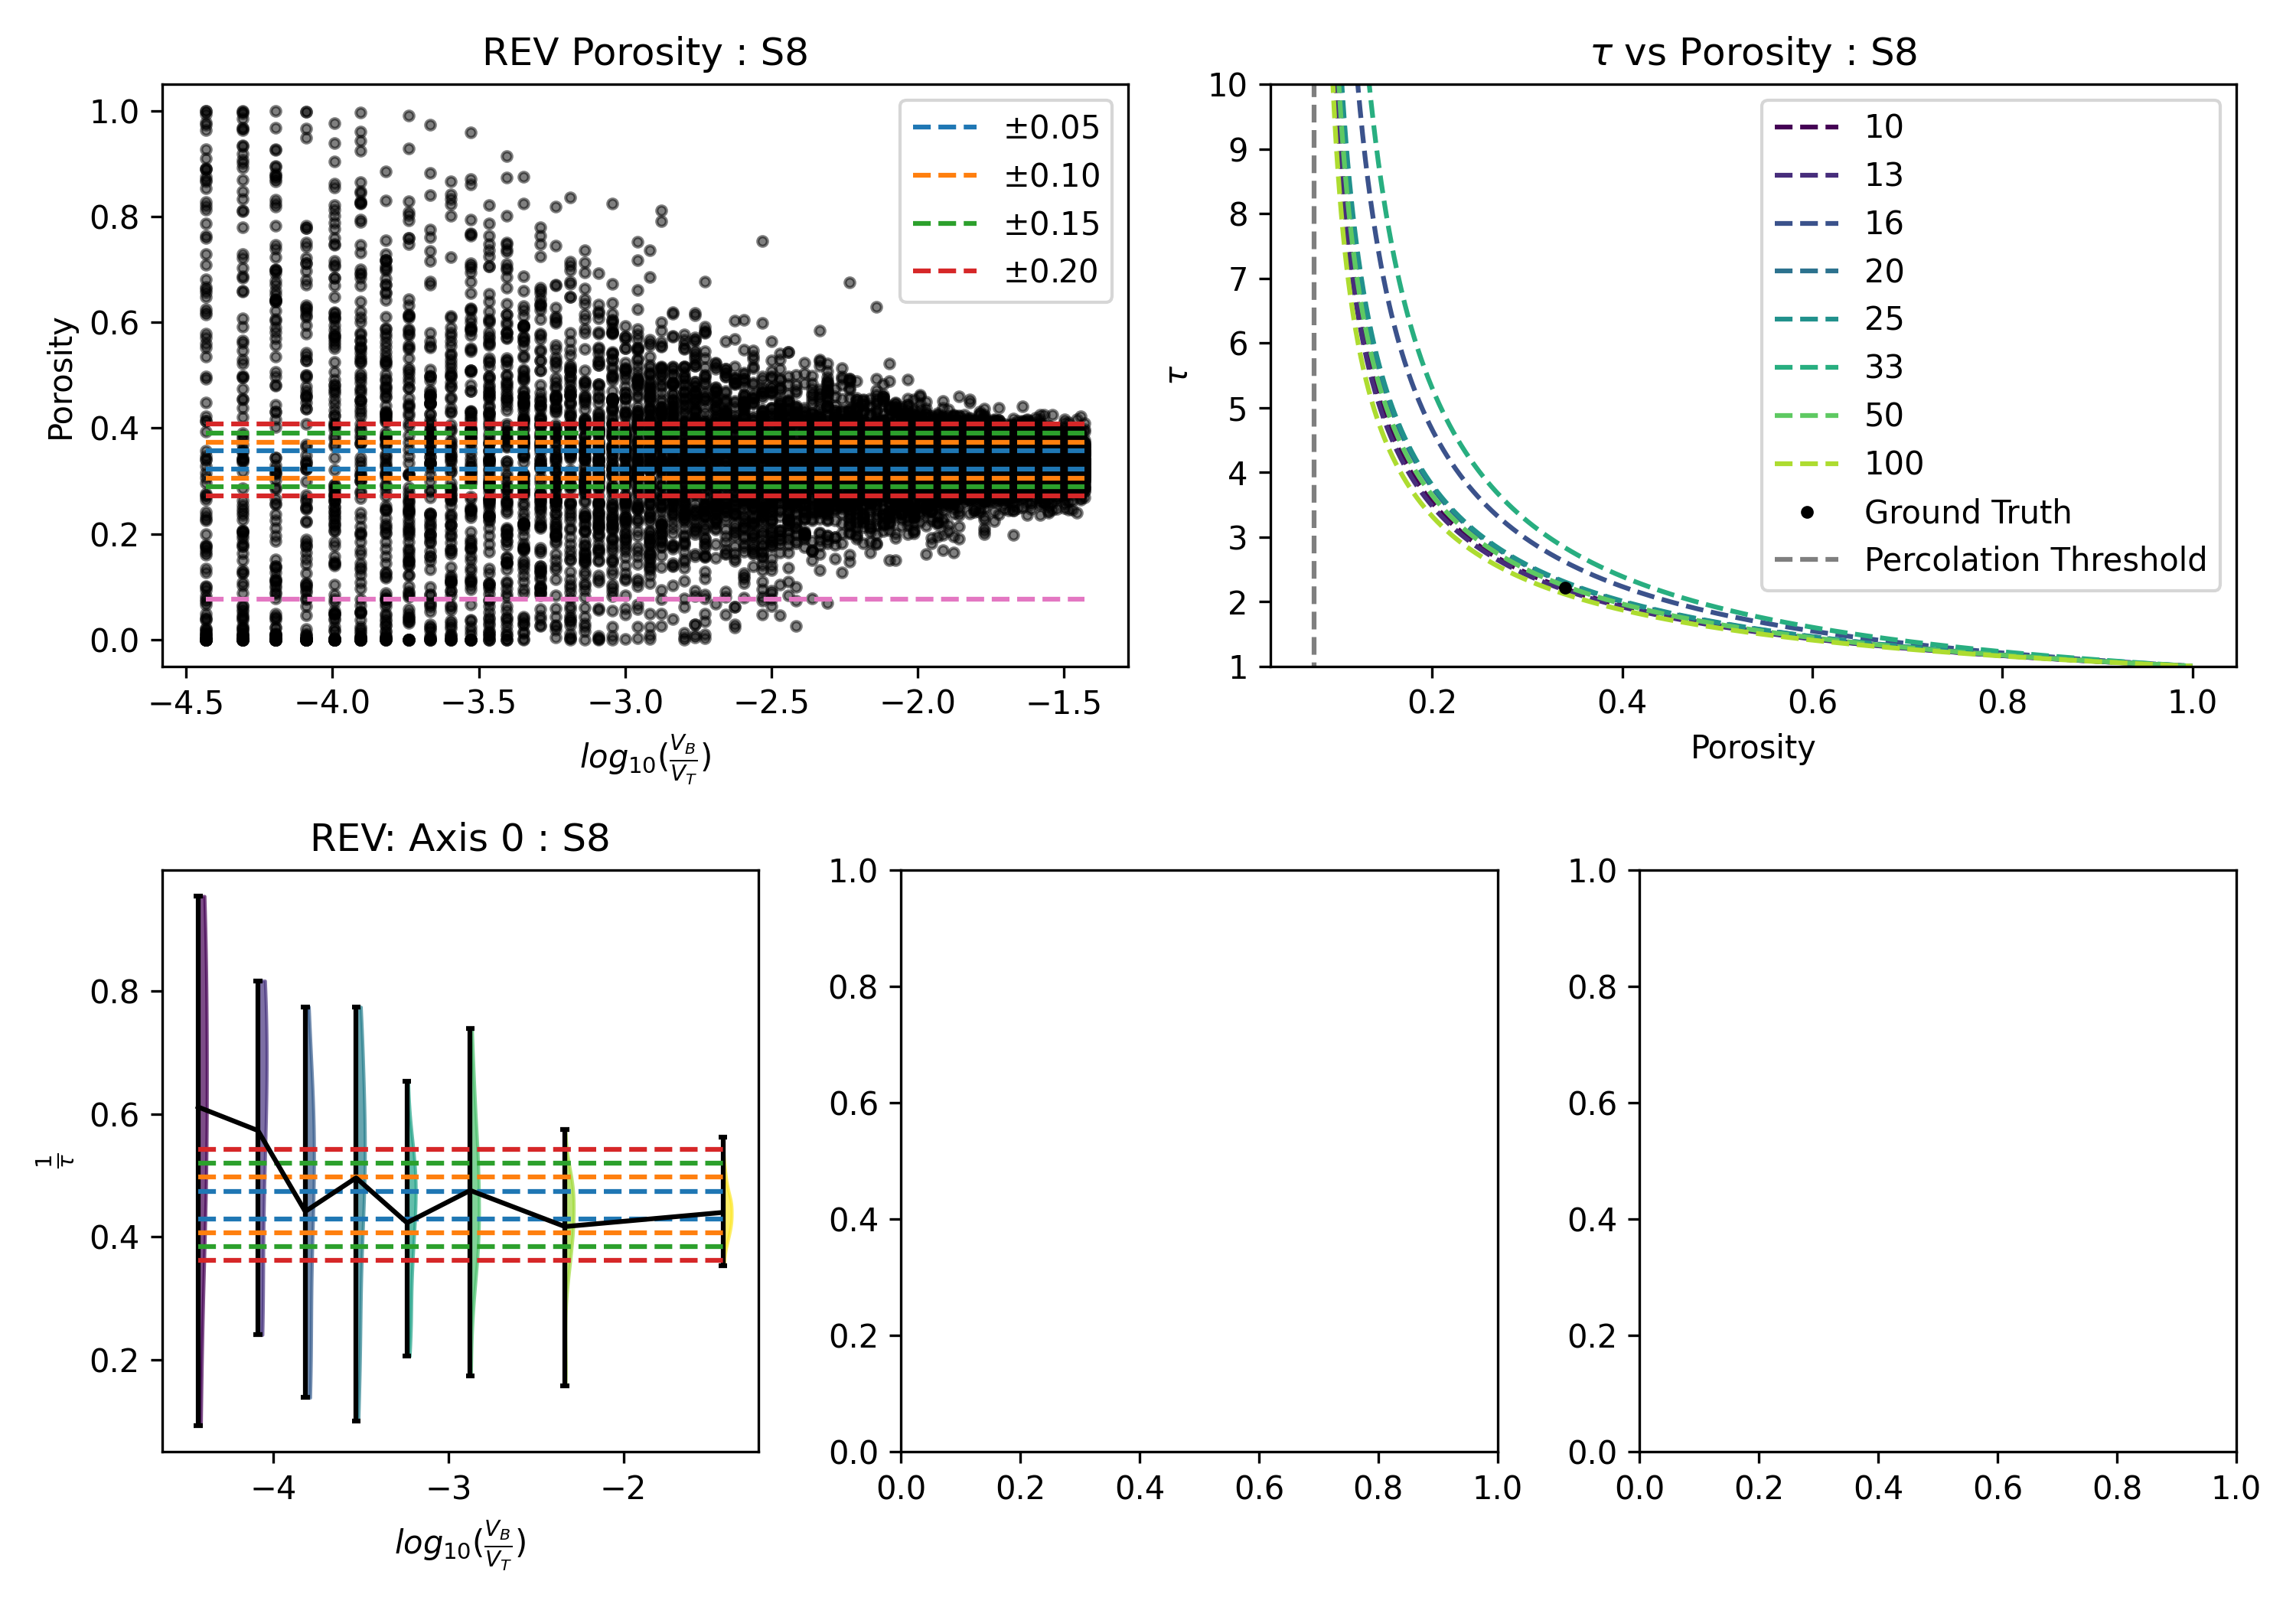 REV Porosity : S8
Porosity
1.0
0.8
0.6
0.4
0.2
0.0
±0.05
±0.10
±0.15
±0.20
−4.5 −4.0 −3.5 −3.0 −2.5 −2.0 −1.5
log10(VB/VT)
τ vs Porosity : S8
τ
10
9
8
7
6
5
4
3
2
1
10
13
16
20
25
33
50
100
Ground Truth
Percolation Threshold
0.2 0.4 0.6 0.8 1.0
Porosity
REV: Axis 0 : S8
1/τ
0.8
0.6
0.4
0.2
−4 −3 −2
log10(VB/VT)
1.0
0.8
0.6
0.4
0.2
0.0
0.0 0.2 0.4 0.6 0.8 1.0
1.0
0.8
0.6
0.4
0.2
0.0
0.0 0.2 0.4 0.6 0.8 1.0